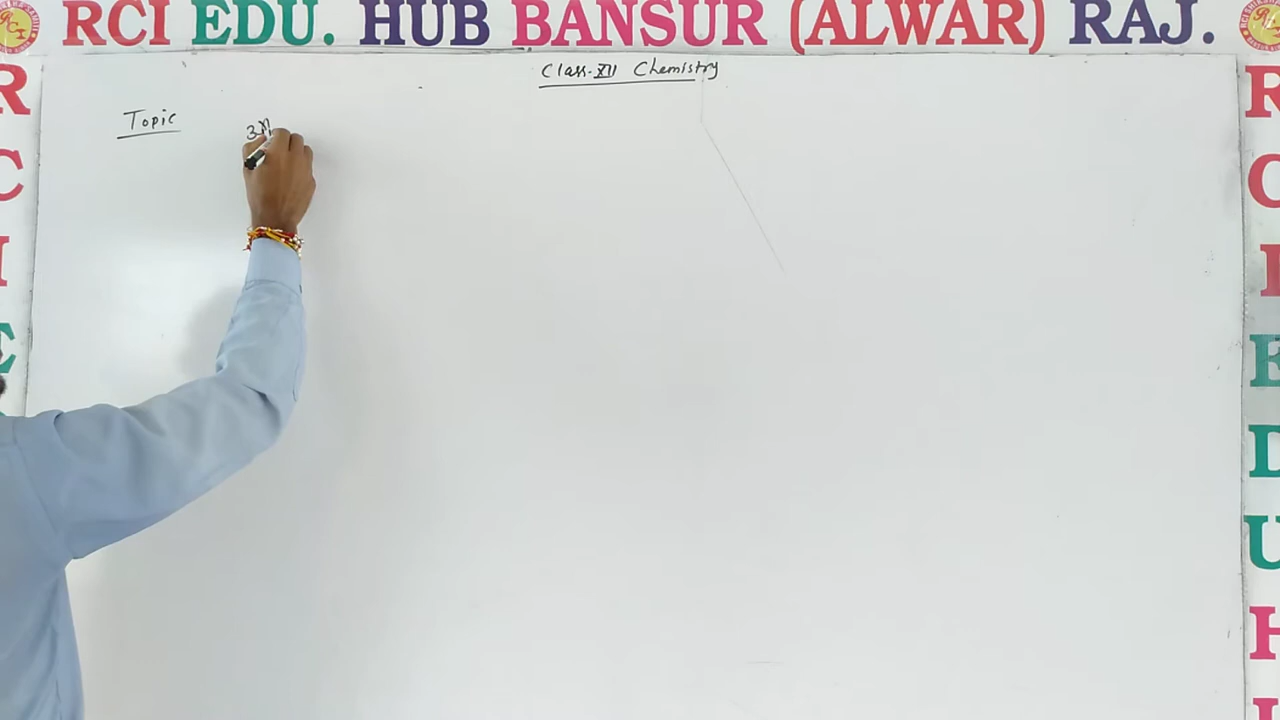 RCI EDU. HUB BANSUR (ALWAR) RAJ.
Class-XII Chemistry
Topic
R
C
I
E
R
C
I
E
D
U
H